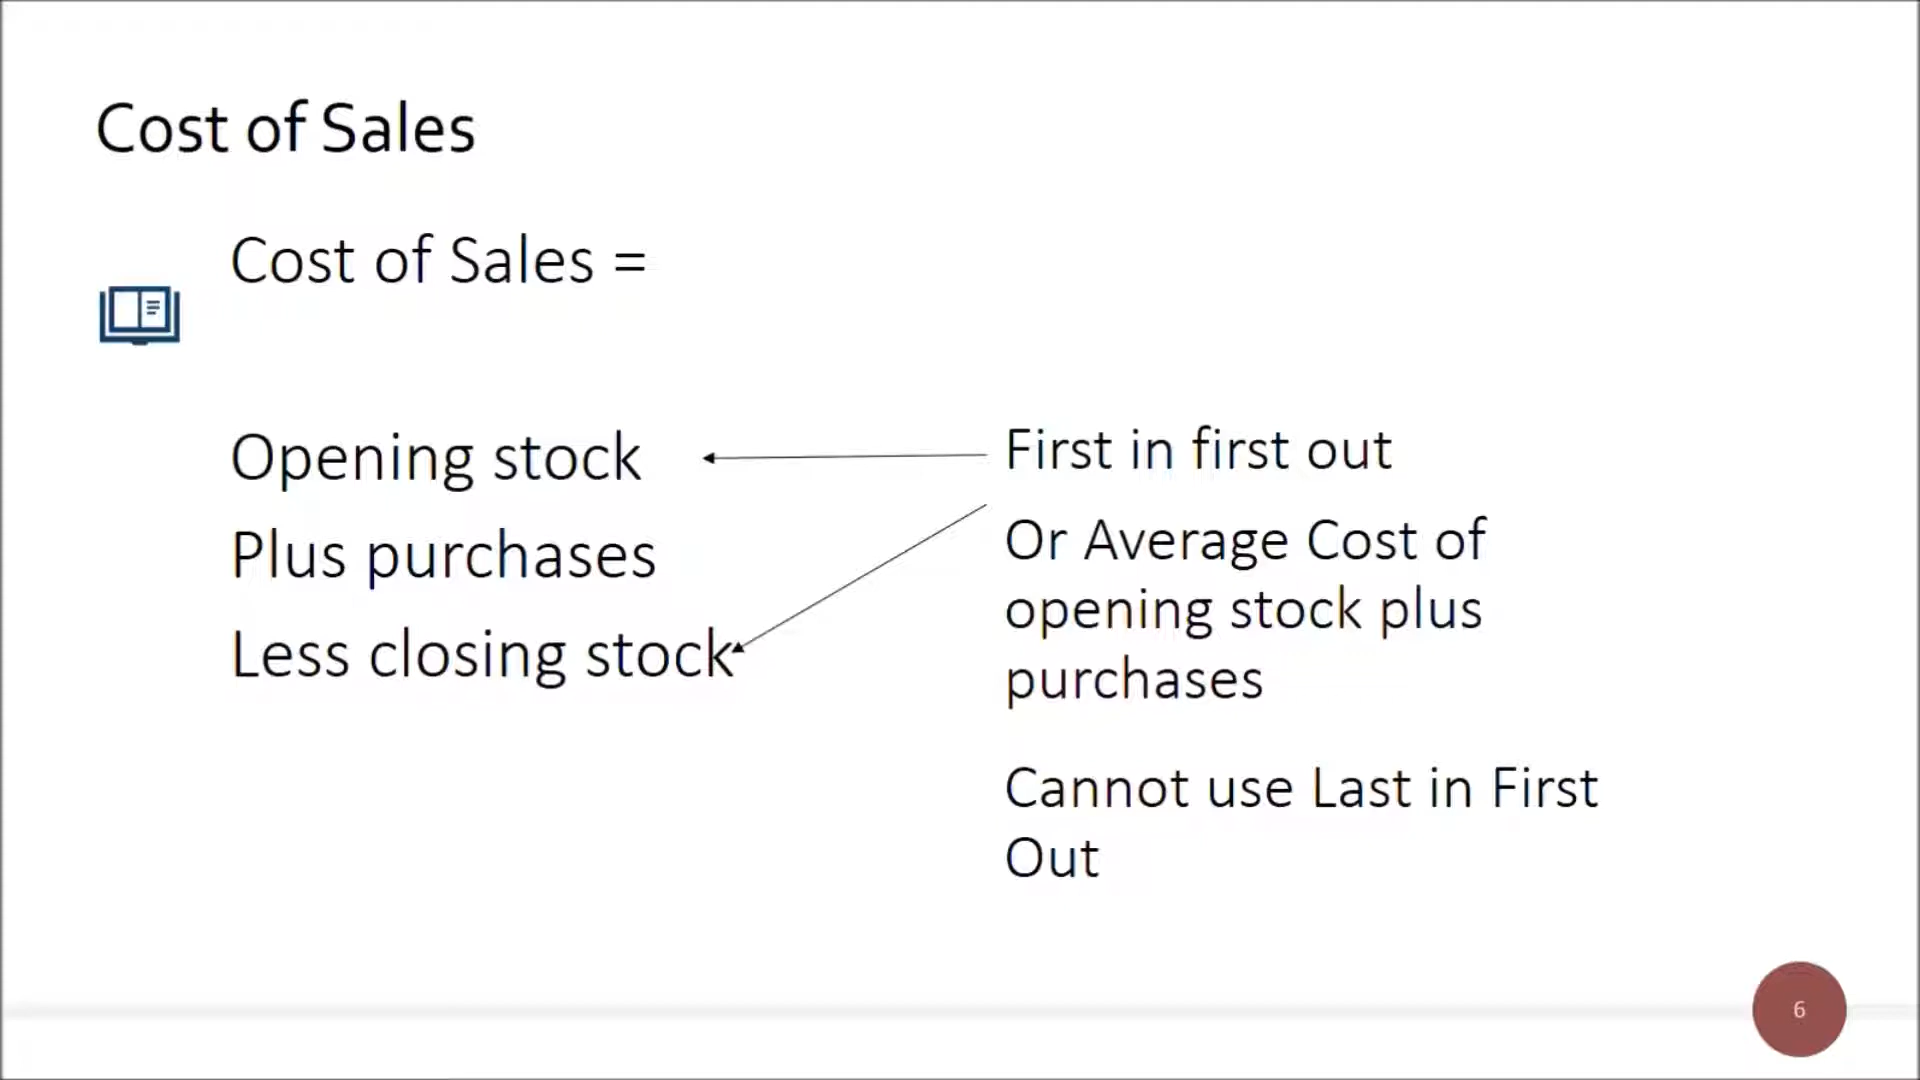 Cost of Sales
Cost of Sales =
Opening stock
Plus purchases
Less closing stock
First in first out
Or Average Cost of
opening stock plus
purchases
Cannot use Last in First
Out
6